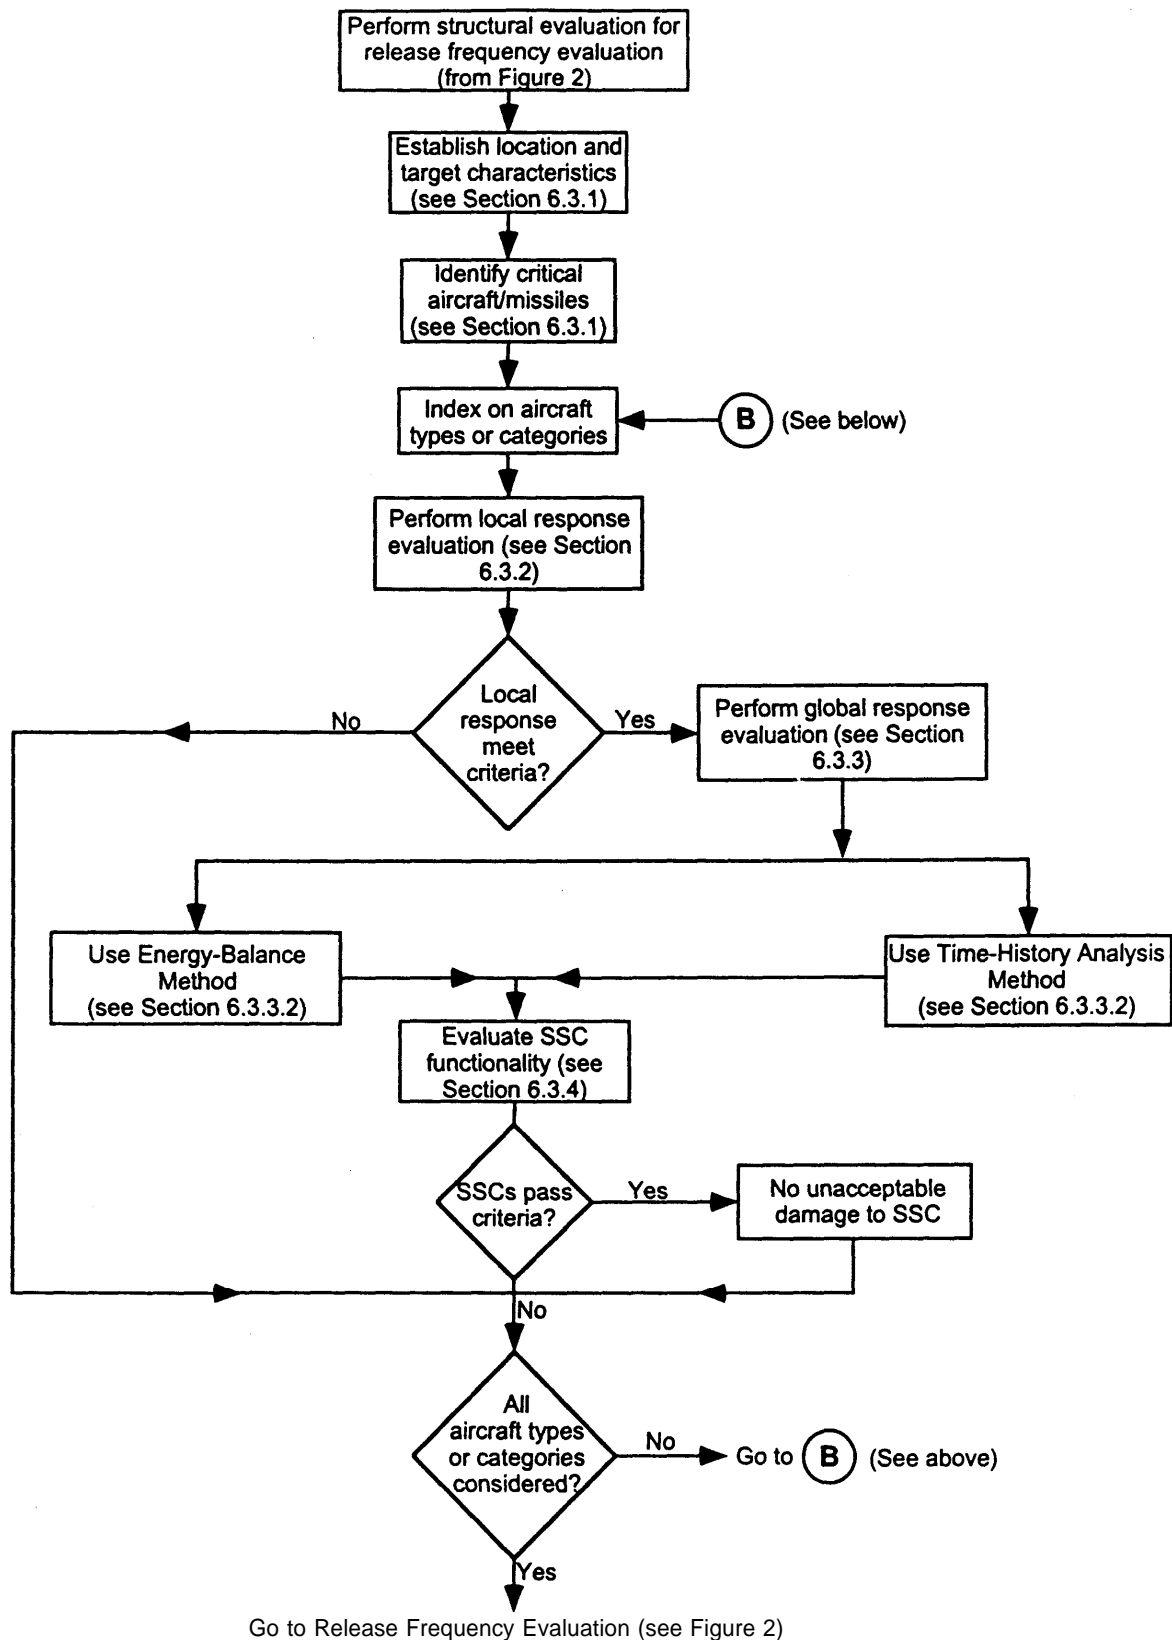 Perform structural evaluation for
release frequency evaluation
(from Figure 2)
Establish location and
target characteristics
(see Section 6.3.1)
Identify critical
aircraft/missiles
(see Section 6.3.1)
Index on aircraft
types or categories
B (See below)
Perform local response
evaluation (see Section
6.3.2)
Local
response
meet
criteria?
No
Yes
Perform global response
evaluation (see Section
6.3.3)
Use Energy-Balance
Method
(see Section 6.3.3.2)
Use Time-History Analysis
Method
(see Section 6.3.3.2)
Evaluate SSC
functionality (see
Section 6.3.4)
SSCs pass
criteria?
Yes
No unacceptable
damage to SSC
No
All
aircraft types
or categories
considered?
No
Go to B (See above)
Yes
Go to Release Frequency Evaluation (see Figure 2)